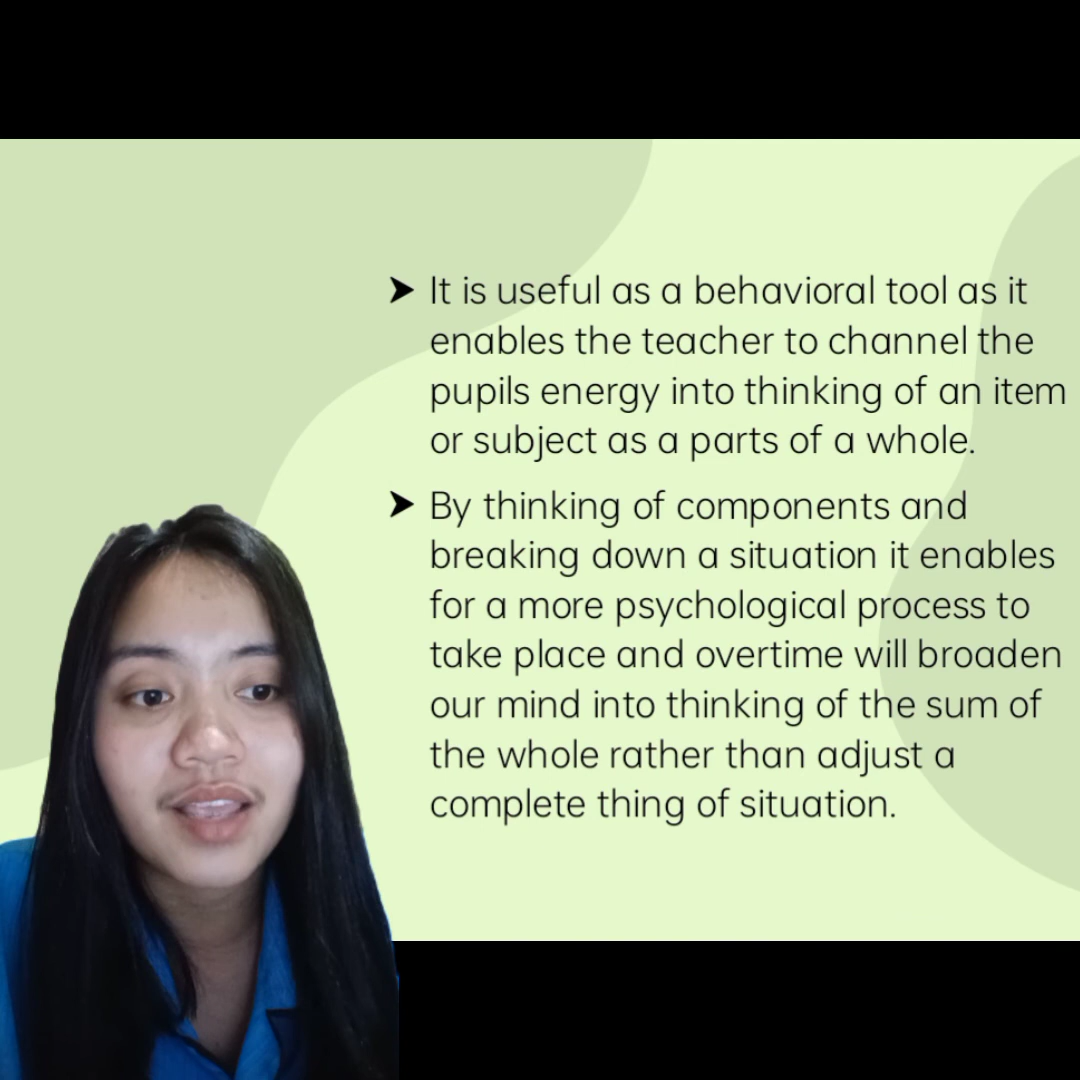 It is useful as a behavioral tool as it
enables the teacher to channel the
pupils energy into thinking of an item
or subject as a parts of a whole.
By thinking of components and
breaking down a situation it enables
for a more psychological process to
take place and overtime will broaden
our mind into thinking of the sum of
the whole rather than adjust a
complete thing of situation.